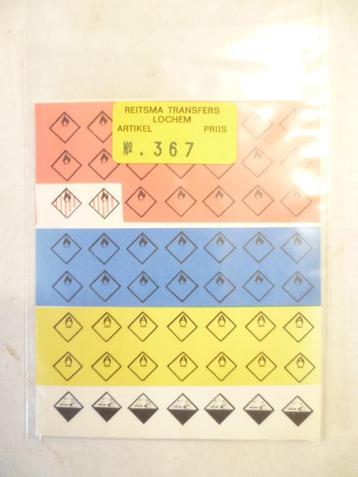 REITSMA TRANSFERS
LOCHEM
ARTIKEL PRIJS
№. 367